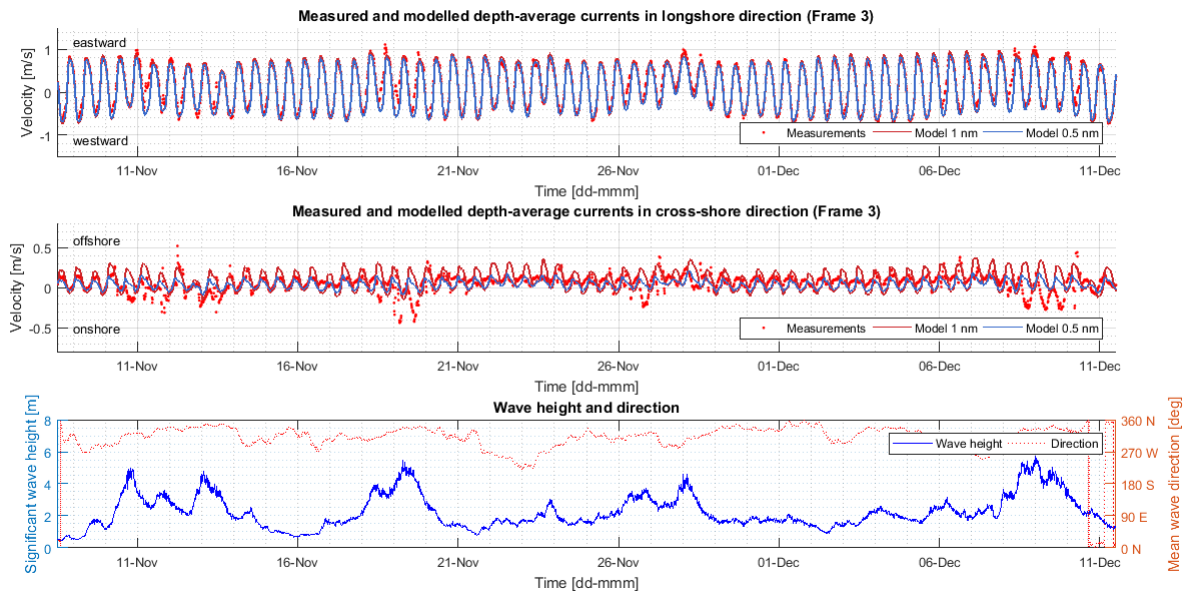 Measured and modelled depth-average currents in longshore direction (Frame 3)
Velocity [m/s]
1
0
-1
eastward
westward
Measurements Model 1 nm Model 0.5 nm
11-Nov 16-Nov 21-Nov 26-Nov 01-Dec 06-Dec 11-Dec
Time [dd-mmm]
Measured and modelled depth-average currents in cross-shore direction (Frame 3)
Velocity [m/s]
0.5
0
-0.5
offshore
onshore
Measurements Model 1 nm Model 0.5 nm
11-Nov 16-Nov 21-Nov 26-Nov 01-Dec 06-Dec 11-Dec
Time [dd-mmm]
Wave height and direction
Significant wave height [m]
8
6
4
2
0
Wave height Direction
360 N
270 W
180 S
90 E
0 N
Mean wave direction [deg]
11-Nov 16-Nov 21-Nov 26-Nov 01-Dec 06-Dec 11-Dec
Time [dd-mmm]